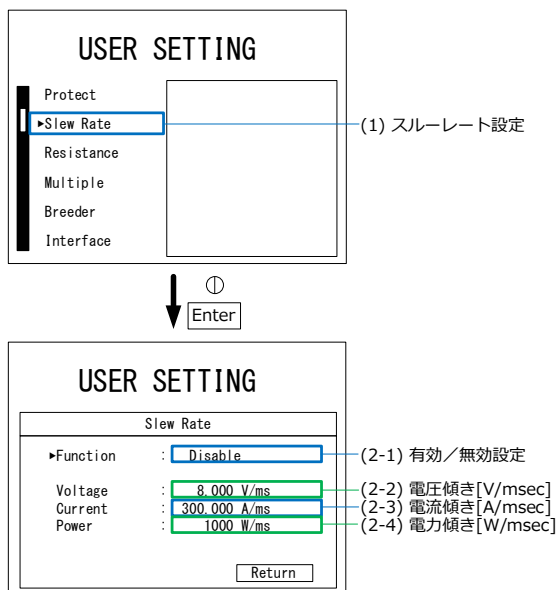 USER SETTING
Protect
▸Slew Rate
(1) スルーレート設定
Resistance
Multiple
Breeder
Interface
Enter
USER SETTING
Slew Rate
▸Function : Disable
(2-1) 有効／無効設定
Voltage : 8.000 V/ms
(2-2) 電圧傾き[V/msec]
Current : 300.000 A/ms
(2-3) 電流傾き[A/msec]
Power : 1000 W/ms
(2-4) 電力傾き[W/msec]
Return